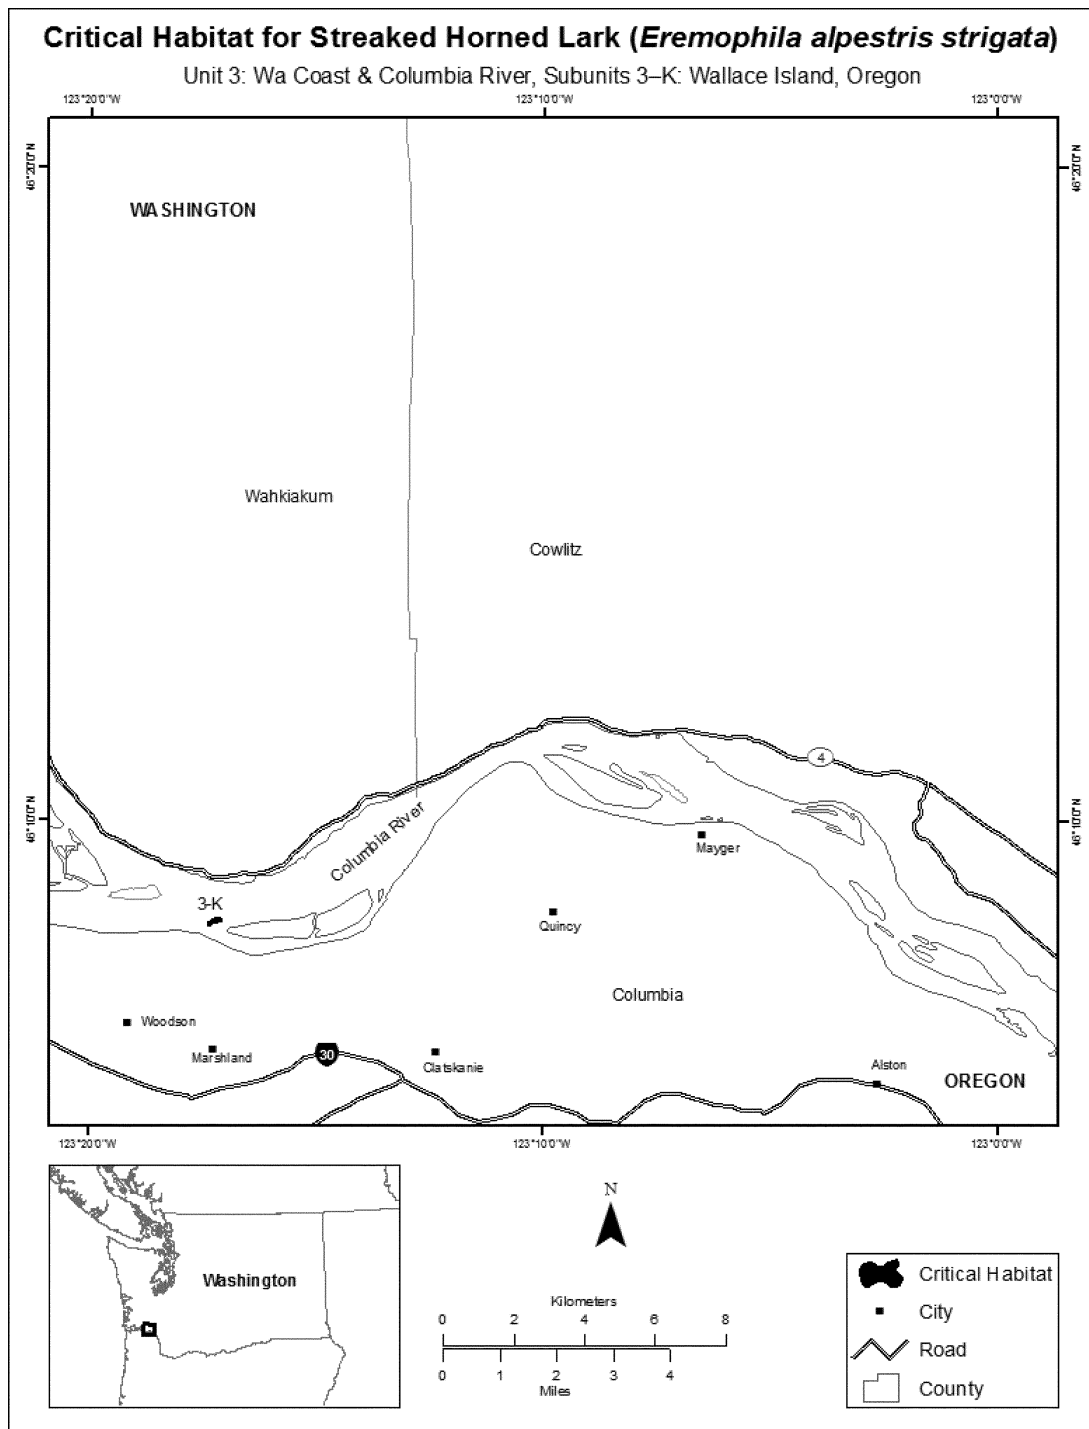 Critical Habitat for Streaked Horned Lark (Eremophila alpestris strigata)
Unit 3: Wa Coast & Columbia River, Subunits 3–K: Wallace Island, Oregon
123°20'0"W
123°10'0"W
123°0'0"W
46°20'0"N
46°20'0"N
WASHINGTON
Wahkiakum
Cowlitz
4
46°10'0"N
46°10'0"N
Columbia River
Mayger
3-K
Quincy
Columbia
Woodson
Marshland
30
Clatskanie
Alston
OREGON
123°20'0"W
123°10'0"W
123°0'0"W
Washington
N
Kilometers
0 2 4 6 8
0 1 2 3 4
Miles
Critical Habitat
City
Road
County